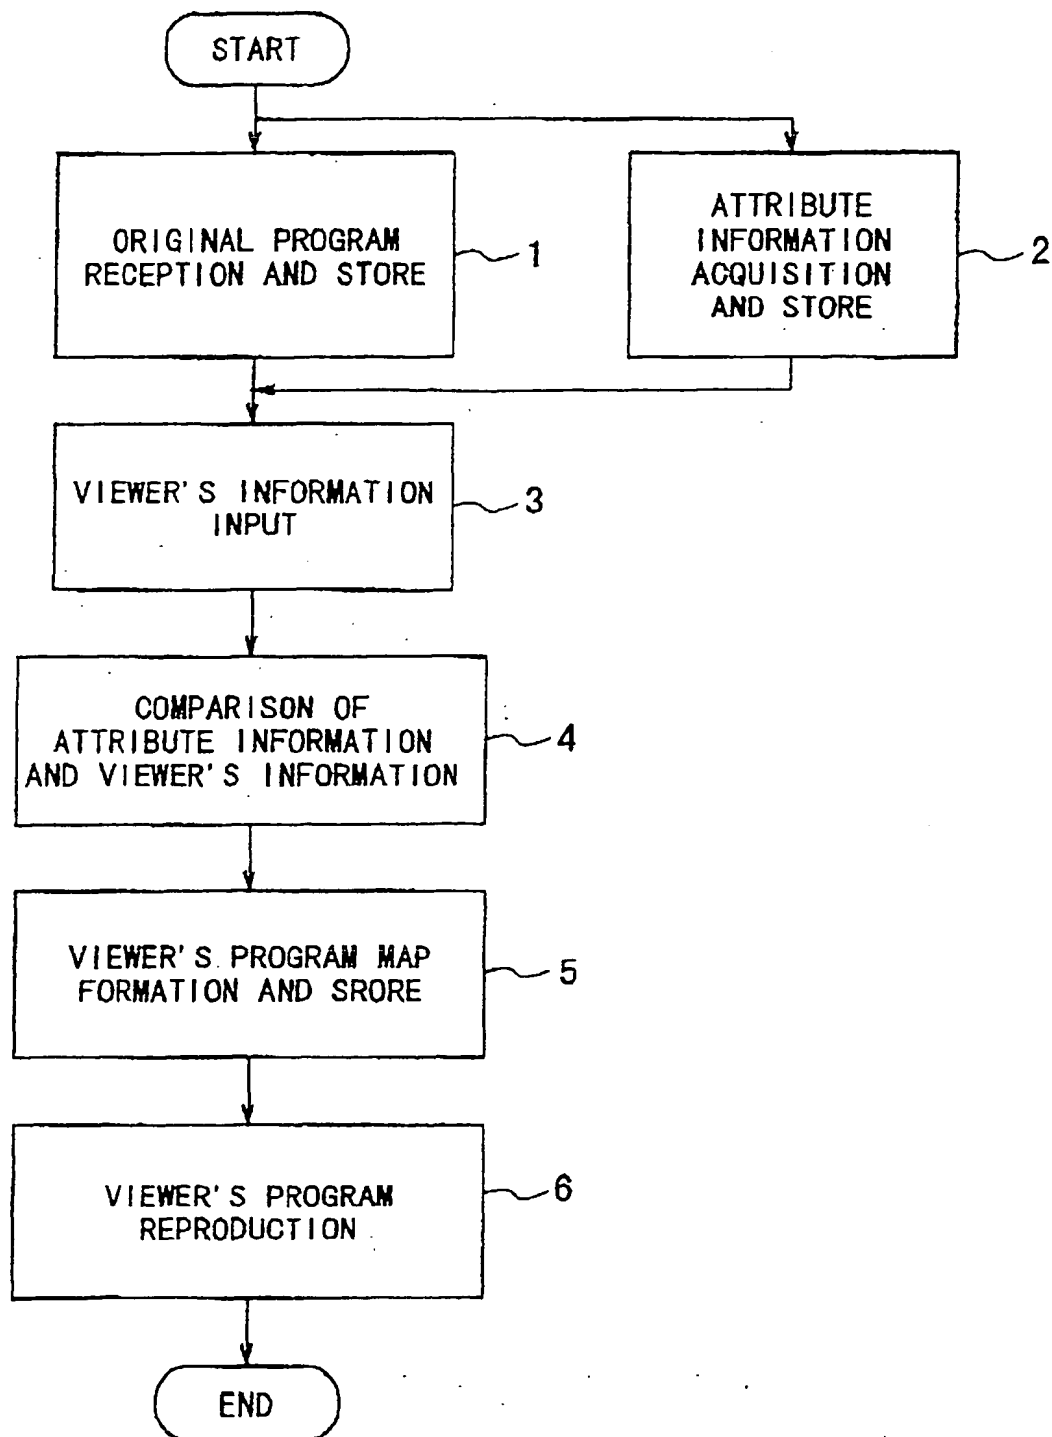 START
ORIGINAL PROGRAM
RECEPTION AND STORE
1
ATTRIBUTE
INFORMATION
ACQUISITION
AND STORE
2
VIEWER'S INFORMATION
INPUT
3
COMPARISON OF
ATTRIBUTE INFORMATION
AND VIEWER'S INFORMATION
4
VIEWER'S PROGRAM MAP
FORMATION AND SRORE
5
VIEWER'S PROGRAM
REPRODUCTION
6
END